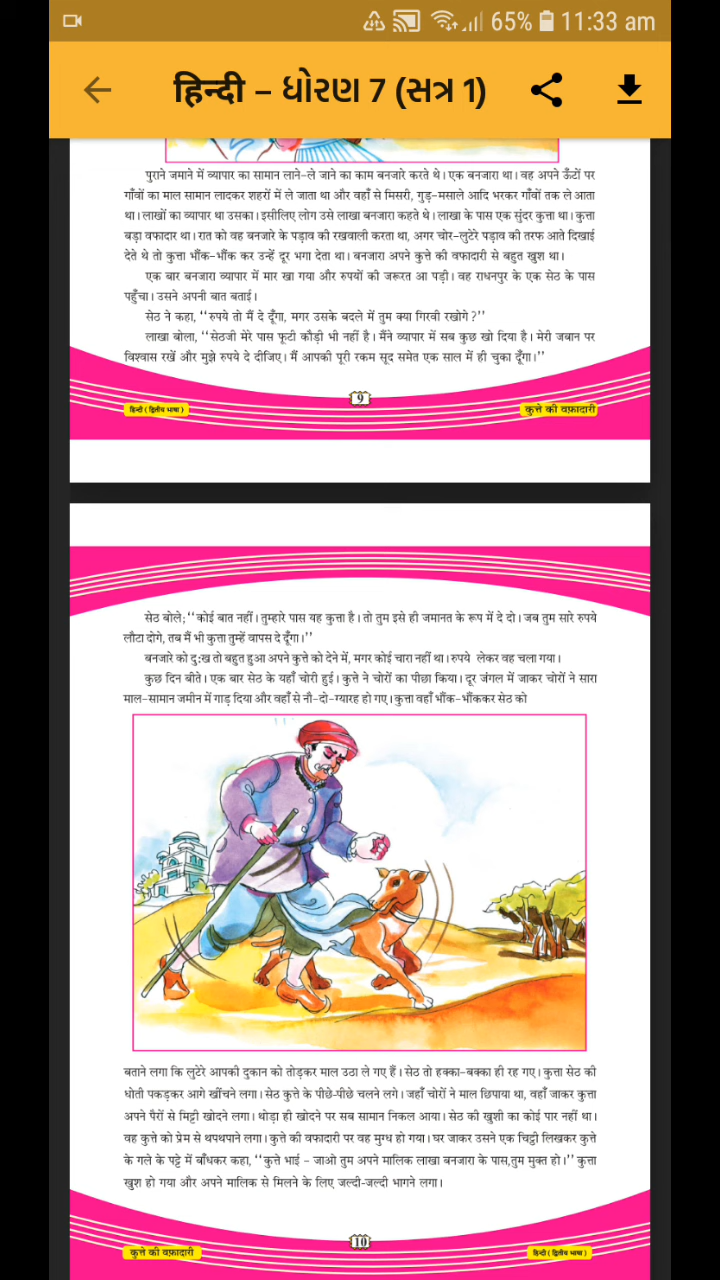 65% 11:33 am
हिन्दी – ધોરણ 7 (સત્ર 1)
पुराने जमाने में व्यापार का सामान लाने-ले जाने का काम बनजारे करते थे। एक बनजारा था। वह अपने ऊँटों पर
गाँवों का माल सामान लादकर शहरों में ले जाता था और वहाँ से मिसरी, गुड़-मसाले आदि भरकर गाँवों तक ले आता
था। लाखों का व्यापार था उसका। इसीलिए लोग उसे लाखा बनजारा कहते थे। लाखा के पास एक सुंदर कुत्ता था। कुत्ता
बड़ा वफादार था। रात को वह बनजारे के पड़ाव की रखवाली करता था, अगर चोर-लुटेरे पड़ाव की तरफ आते दिखाई
देते थे तो कुत्ता भौंक-भौंक कर उन्हें दूर भगा देता था। बनजारा अपने कुत्ते की वफादारी से बहुत खुश था।
एक बार बनजारा व्यापार में मार खा गया और रुपयों की जरूरत आ पड़ी। वह राधनपुर के एक सेठ के पास
पहुँचा। उसने अपनी बात बताई।
सेठ ने कहा, ‘‘रुपये तो मैं दे दूँगा, मगर उसके बदले में तुम क्या गिरवी रखोगे ?’’
लाखा बोला, ‘‘सेठजी मेरे पास फूटी कौड़ी भी नहीं है। मैंने व्यापार में सब कुछ खो दिया है। मेरी जबान पर
विश्वास रखें और मुझे रुपये दे दीजिए। मैं आपकी पूरी रकम सूद समेत एक साल में ही चुका दूँगा।’’
9
हिन्दी ( द्वितीय भाषा )
कुत्ते की वफ़ादारी
सेठ बोले; ‘‘कोई बात नहीं। तुम्हारे पास यह कुत्ता है। तो तुम इसे ही जमानत के रूप में दे दो। जब तुम सारे रुपये
लौटा दोगे, तब मैं भी कुत्ता तुम्हें वापस दे दूँगा।’’
बनजारे को दुःख तो बहुत हुआ अपने कुत्ते को देने में, मगर कोई चारा नहीं था। रुपये लेकर वह चला गया।
कुछ दिन बीते। एक बार सेठ के यहाँ चोरी हुई। कुत्ते ने चोरों का पीछा किया। दूर जंगल में जाकर चोरों ने सारा
माल-सामान जमीन में गाड़ दिया और वहाँ से नौ-दो-ग्यारह हो गए। कुत्ता वहाँ भौंक-भौंककर सेठ को
बताने लगा कि लुटेरे आपकी दुकान को तोड़कर माल उठा ले गए हैं। सेठ तो हक्का-बक्का ही रह गए। कुत्ता सेठ की
धोती पकड़कर आगे खींचने लगा। सेठ कुत्ते के पीछे-पीछे चलने लगे। जहाँ चोरों ने माल छिपाया था, वहाँ जाकर कुत्ता
अपने पैरों से मिट्टी खोदने लगा। थोड़ा ही खोदने पर सब सामान निकल आया। सेठ की खुशी का कोई पार नहीं था।
वह कुत्ते को प्रेम से थपथपाने लगा। कुत्ते की वफादारी पर वह मुग्ध हो गया। घर जाकर उसने एक चिट्ठी लिखकर कुत्ते
के गले के पट्टे में बाँधकर कहा, ‘‘कुत्ते भाई – जाओ तुम अपने मालिक लाखा बनजारा के पास,तुम मुक्त हो।’’ कुत्ता
खुश हो गया और अपने मालिक से मिलने के लिए जल्दी-जल्दी भागने लगा।
10
कुत्ते की वफ़ादारी
हिन्दी ( द्वितीय भाषा )